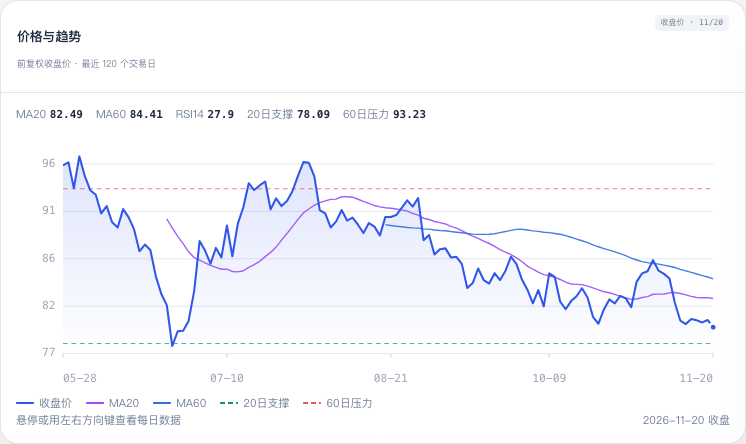 收盘价 · 11/20
价格与趋势
前复权收盘价 · 最近 120 个交易日
MA20 82.49 MA60 84.41 RSI14 27.9 20日支撑 78.09 60日压力 93.23
96
91
86
82
77
05-28 07-10 08-21 10-09 11-20
收盘价 MA20 MA60 20日支撑 60日压力
悬停或用左右方向键查看每日数据 2026-11-20 收盘